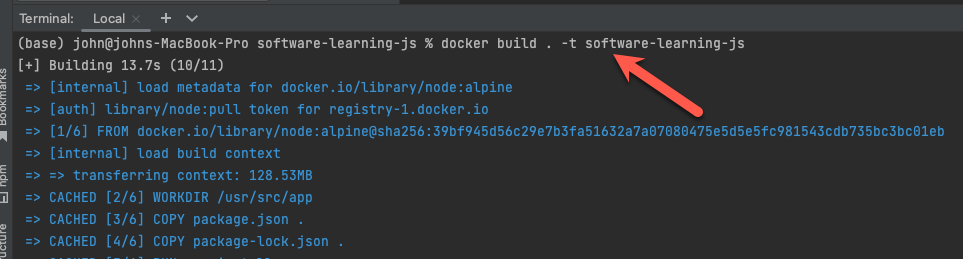 Terminal: Local × +
(base) john@johns-MacBook-Pro software-learning-js % docker build . -t software-learning-js
[+] Building 13.7s (10/11)
=> [internal] load metadata for docker.io/library/node:alpine
=> [auth] library/node:pull token for registry-1.docker.io
=> [1/6] FROM docker.io/library/node:alpine@sha256:39bf945d56c29e7b3fa51632a7a07080475e5d5e5fc981543cdb735bc3bc01eb
=> [internal] load build context
=> => transferring context: 128.53MB
=> CACHED [2/6] WORKDIR /usr/src/app
=> CACHED [3/6] COPY package.json .
=> CACHED [4/6] COPY package-lock.json .
Bookmarks
npm